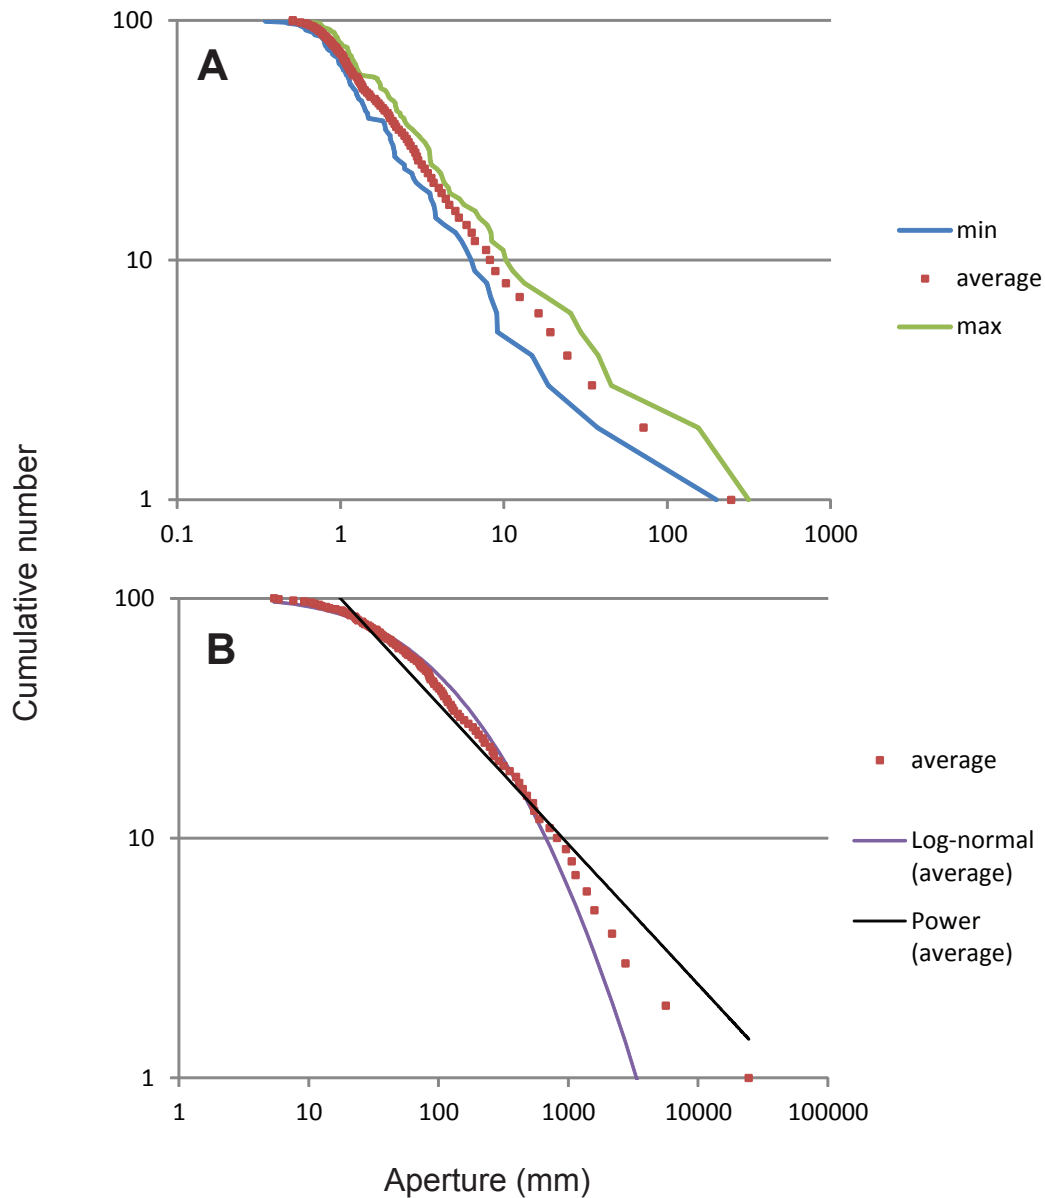 100
A
10
1
0.1 1 10 100 1000
min
average
max
Cumulative number
100
B
10
1
1 10 100 1000 10000 100000
average
Log-normal
(average)
Power
(average)
Aperture (mm)